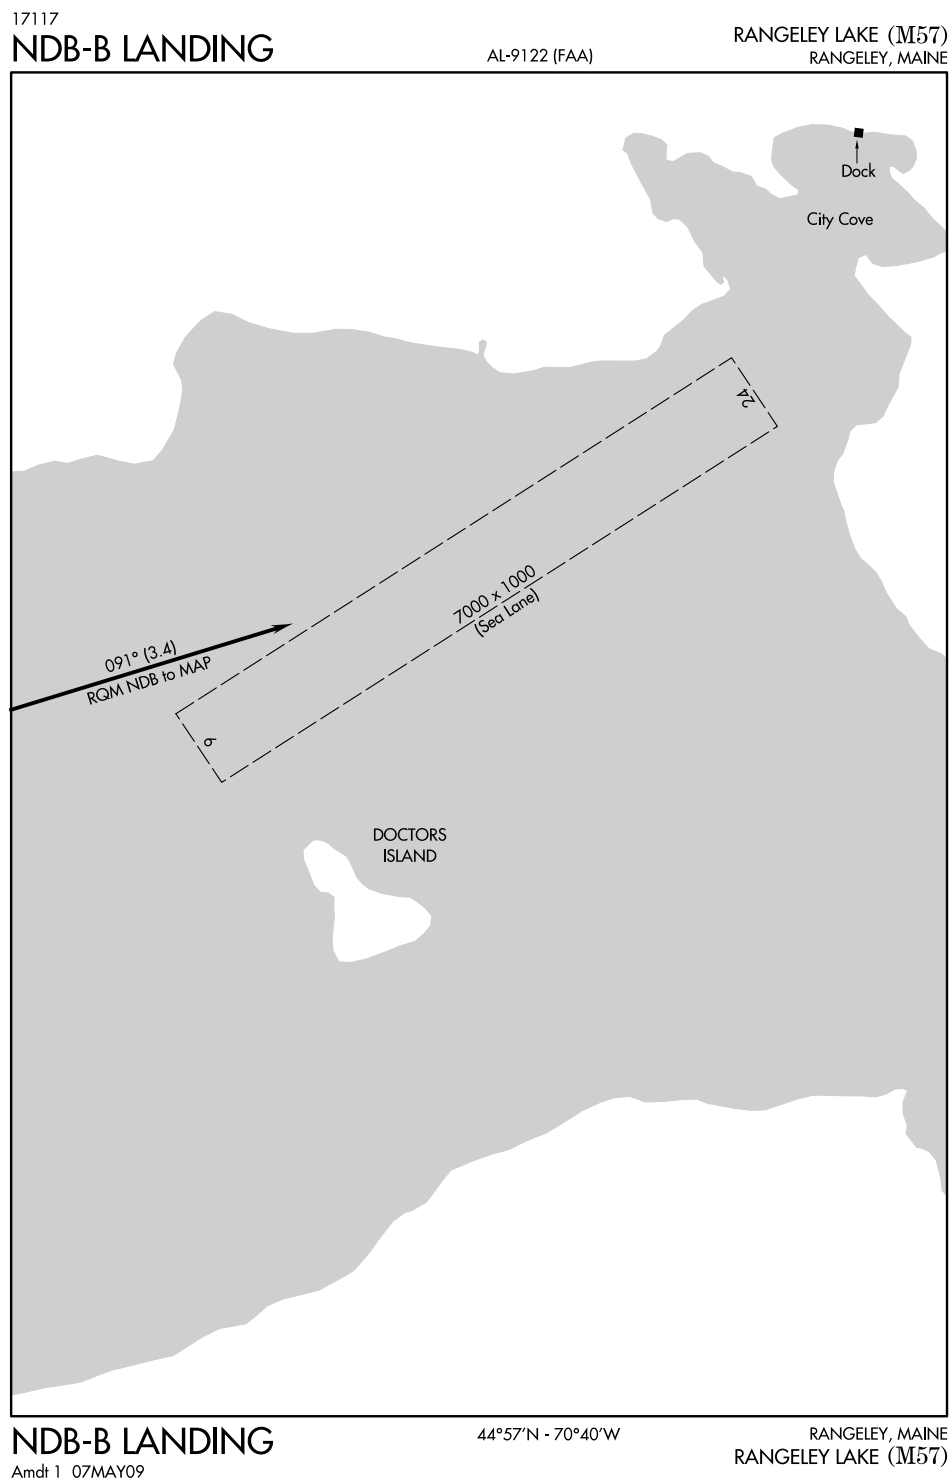 17117
NDB-B LANDING
AL-9122 (FAA)
RANGELEY LAKE (M57)
RANGELEY, MAINE
Dock
City Cove
24
7000 x 1000
(Sea Lane)
091° (3.4)
RQM NDB to MAP
6
DOCTORS
ISLAND
NDB-B LANDING
Amdt 1 07MAY09
44°57'N - 70°40'W
RANGELEY, MAINE
RANGELEY LAKE (M57)